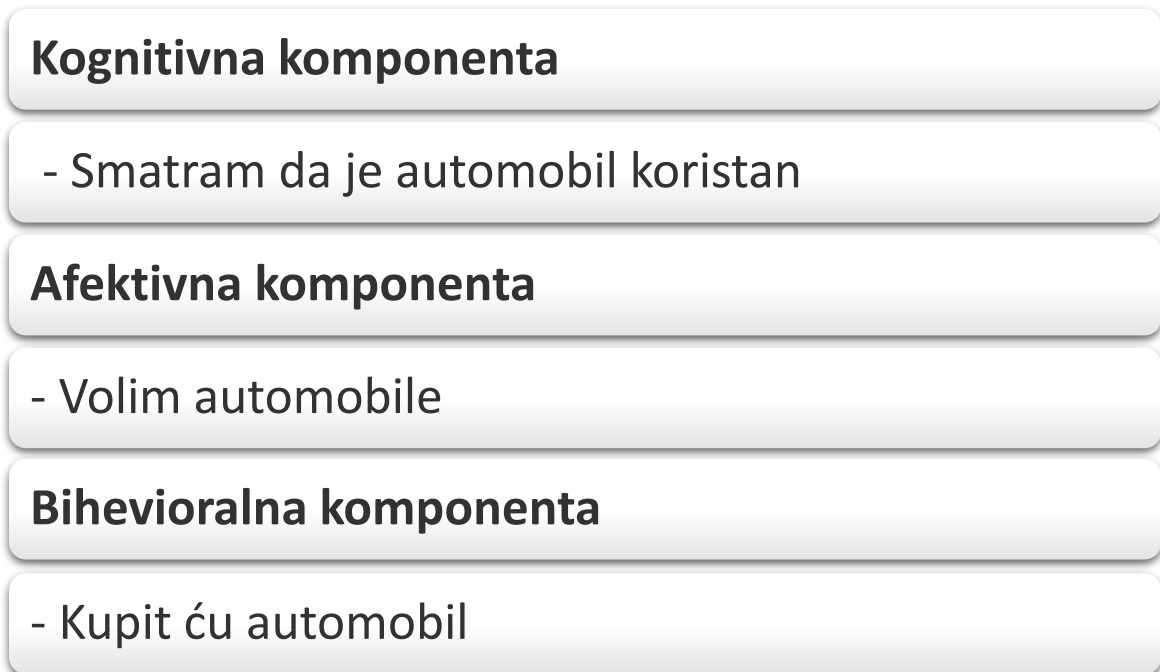 Kognitivna komponenta
- Smatram da je automobil koristan
Afektivna komponenta
- Volim automobile
Bihevioralna komponenta
- Kupit ću automobil